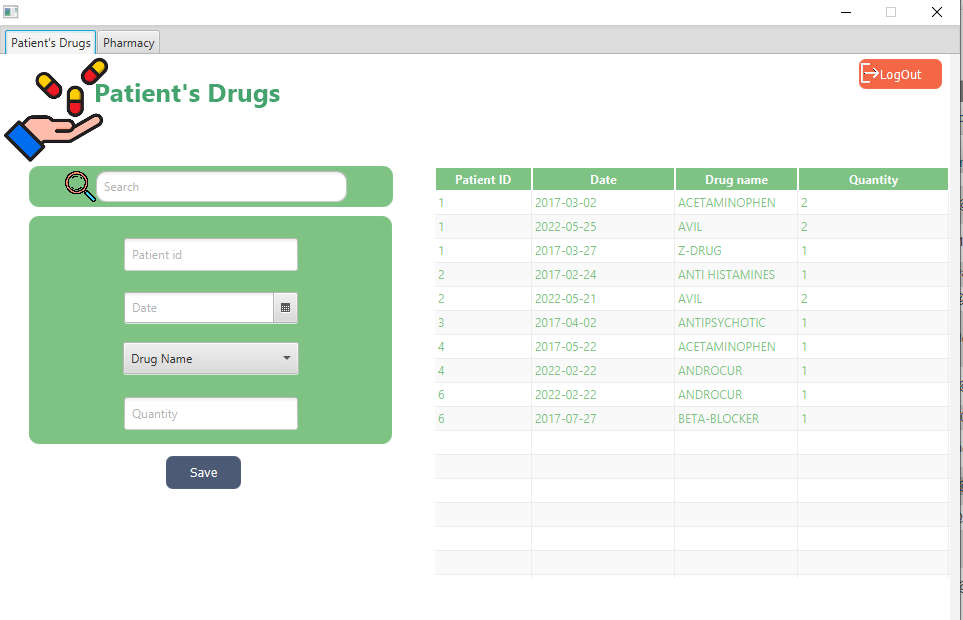 Patient's Drugs Pharmacy
Patient's Drugs
LogOut
Search
Patient id
Date
Drug Name
Quantity
Save
Patient ID Date Drug name Quantity
1 2017-03-02 ACETAMINOPHEN 2
1 2022-05-25 AVIL 2
1 2017-03-27 Z-DRUG 1
2 2017-02-24 ANTI HISTAMINES 1
2 2022-05-21 AVIL 2
3 2017-04-02 ANTIPSYCHOTIC 1
4 2017-05-22 ACETAMINOPHEN 1
4 2022-02-22 ANDROCUR 1
6 2022-02-22 ANDROCUR 1
6 2017-07-27 BETA-BLOCKER 1